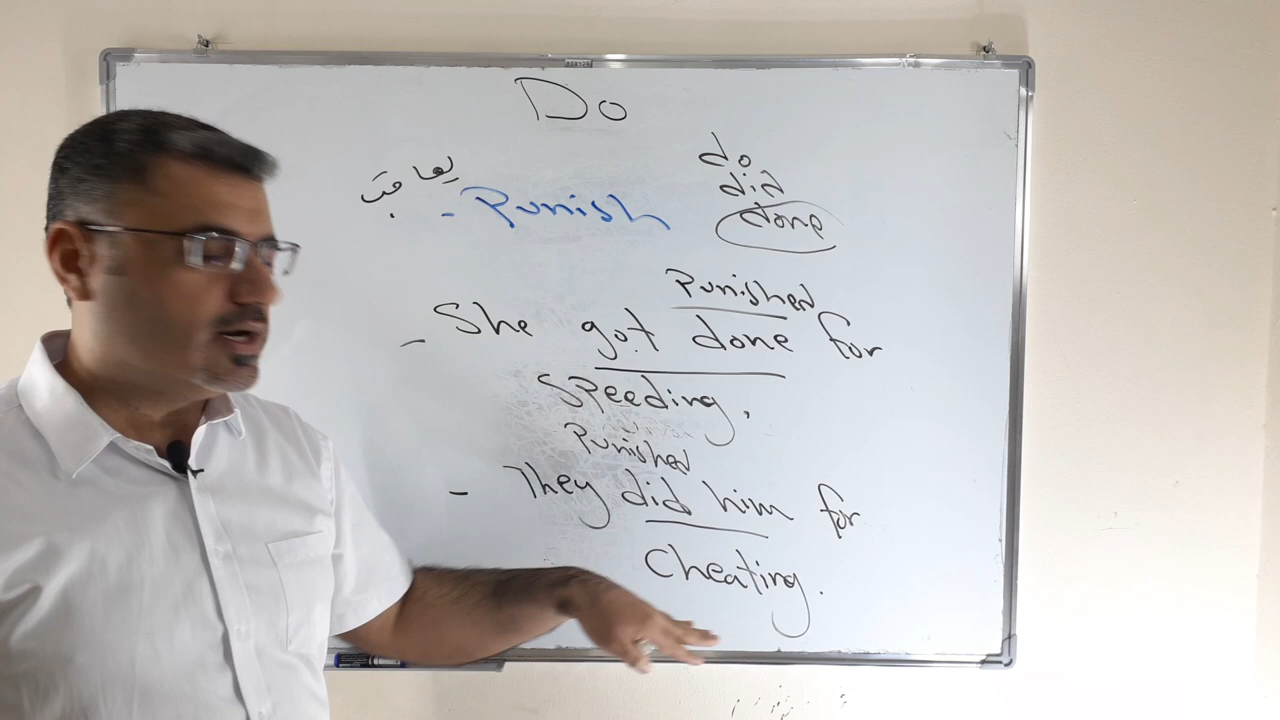 Do
do
did
done
يعاقب
- Punish
Punished
- She got done for
Speeding.
Punished
- They did him for
Cheating.